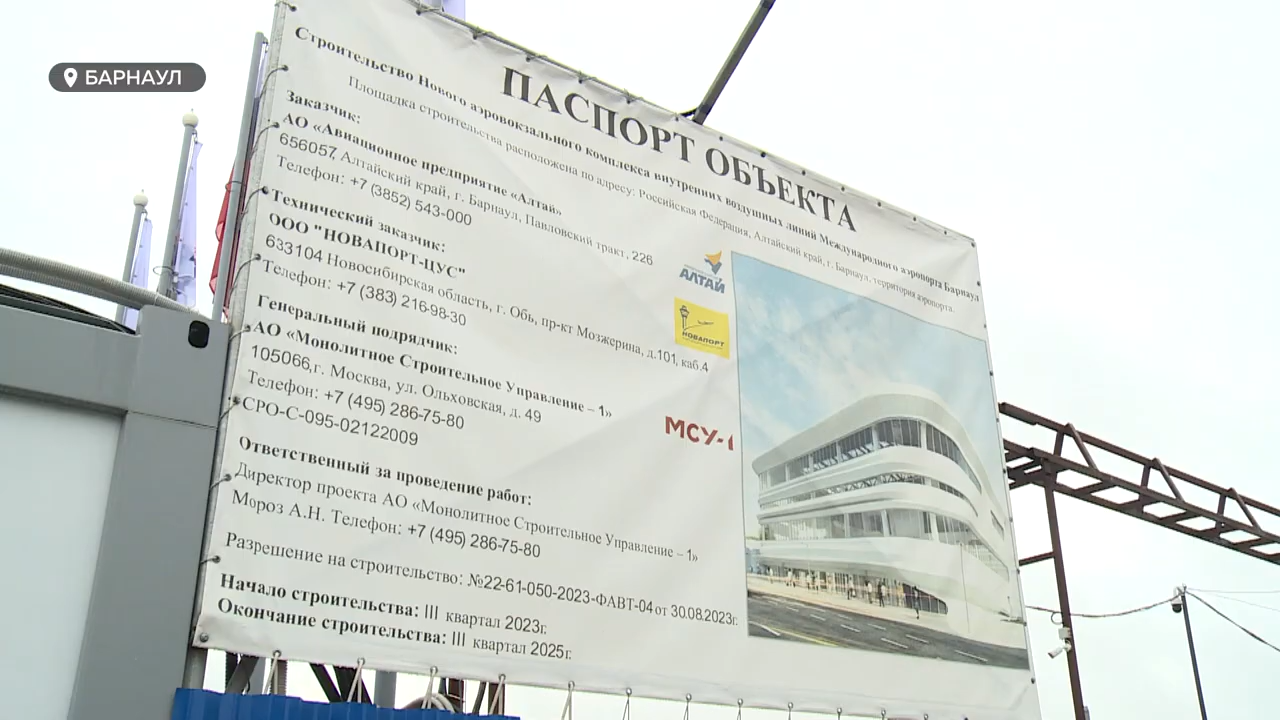 БАРНАУЛ
ПАСПОРТ ОБЪЕКТА
Строительство Нового аэровокзального комплекса внутренних воздушных линий Международного аэропорта Барнаул
Площадка строительства расположена по адресу: Российская Федерация, Алтайский край, г. Барнаул, территория аэропорта.
Заказчик:
АО «Авиационное предприятие «Алтай»
656057, Алтайский край, г. Барнаул, Павловский тракт, 226
Телефон: +7 (3852) 543-000
АЛТАЙ
Технический заказчик:
ООО "НОВАПОРТ-ЦУС"
633104 Новосибирская область, г. Обь, пр-кт Мозжерина, д.101, каб.4
Телефон: +7 (383) 216-98-30
НОВАПОРТ
Генеральный подрядчик:
АО «Монолитное Строительное Управление – 1»
105066,г. Москва, ул. Ольховская, д. 49
Телефон: +7 (495) 286-75-80
СРО-С-095-02122009
МСУ-1
Ответственный за проведение работ:
Директор проекта АО «Монолитное Строительное Управление – 1»
Мороз А.Н. Телефон: +7 (495) 286-75-80
Разрешение на строительство: №22-61-050-2023-ФАВТ-04 от 30.08.2023г.
Начало строительства: III квартал 2023г.
Окончание строительства: III квартал 2025г.